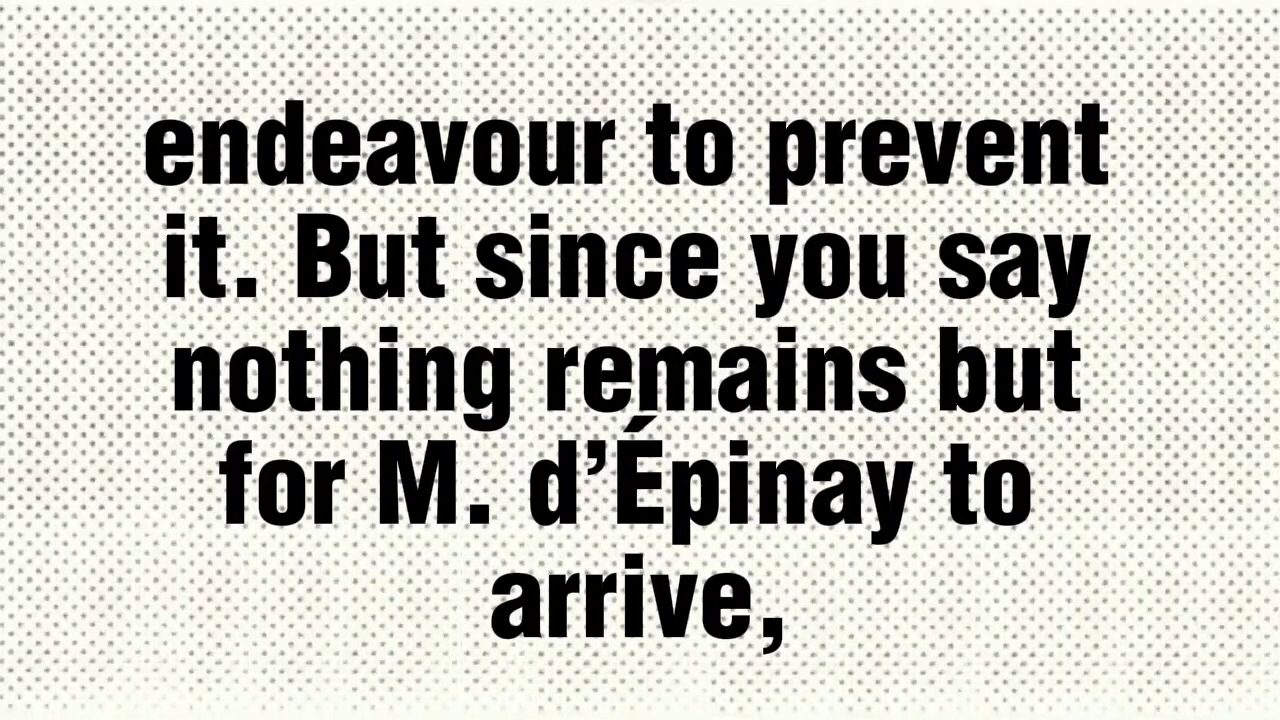 endeavour to prevent
it. But since you say
nothing remains but
for M. d’Épinay to
arrive,